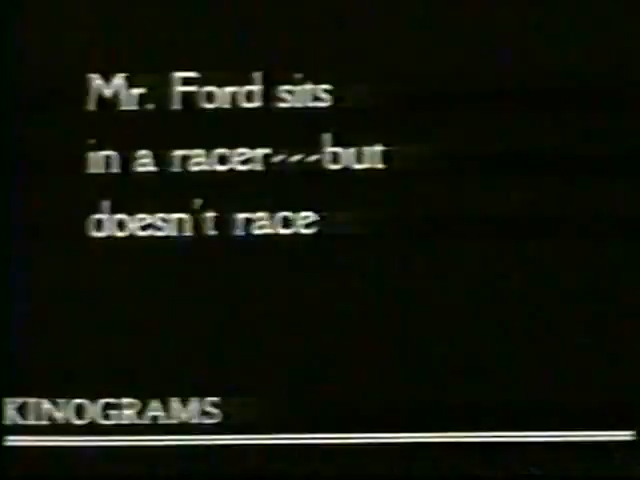 Mr. Ford sits
in a racer---but
doesn't race
KINOGRAMS